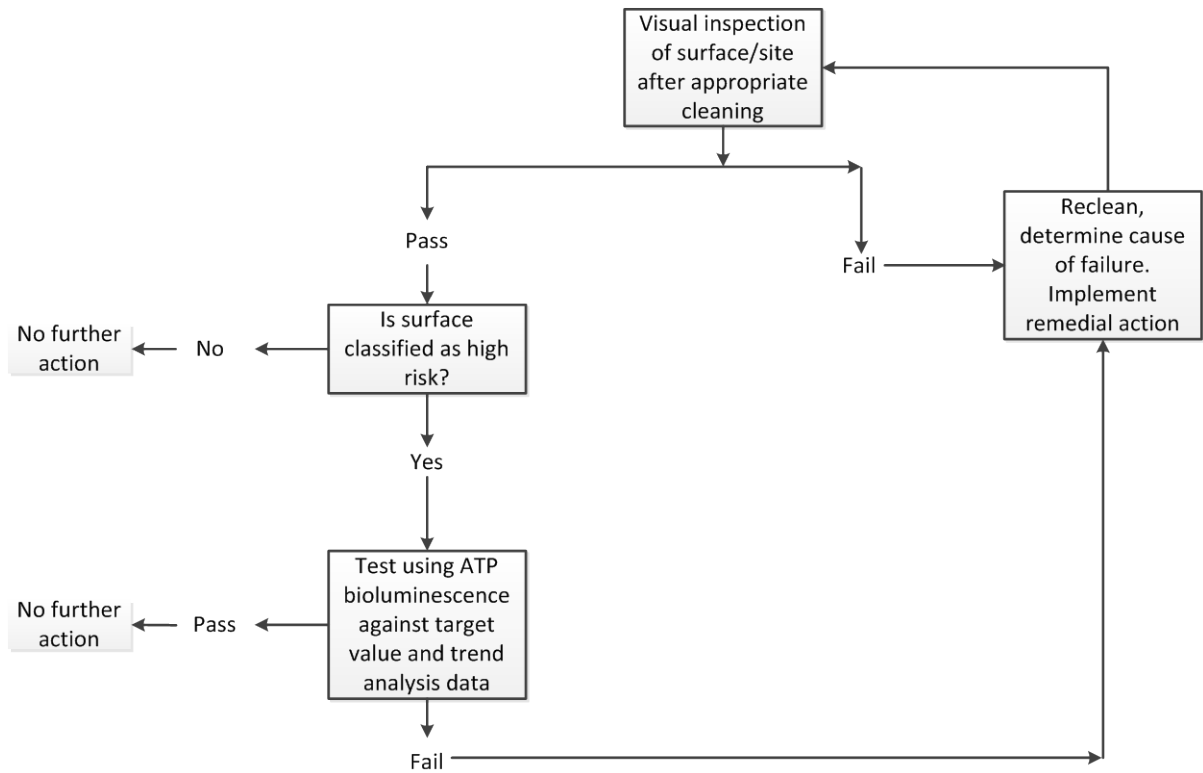 Visual inspection
of surface/site
after appropriate
cleaning
Reclean,
determine cause
of failure.
Implement
remedial action
Pass
Fail
No further
action
No
Is surface
classified as high
risk?
Yes
No further
action
Pass
Test using ATP
bioluminescence
against target
value and trend
analysis data
Fail